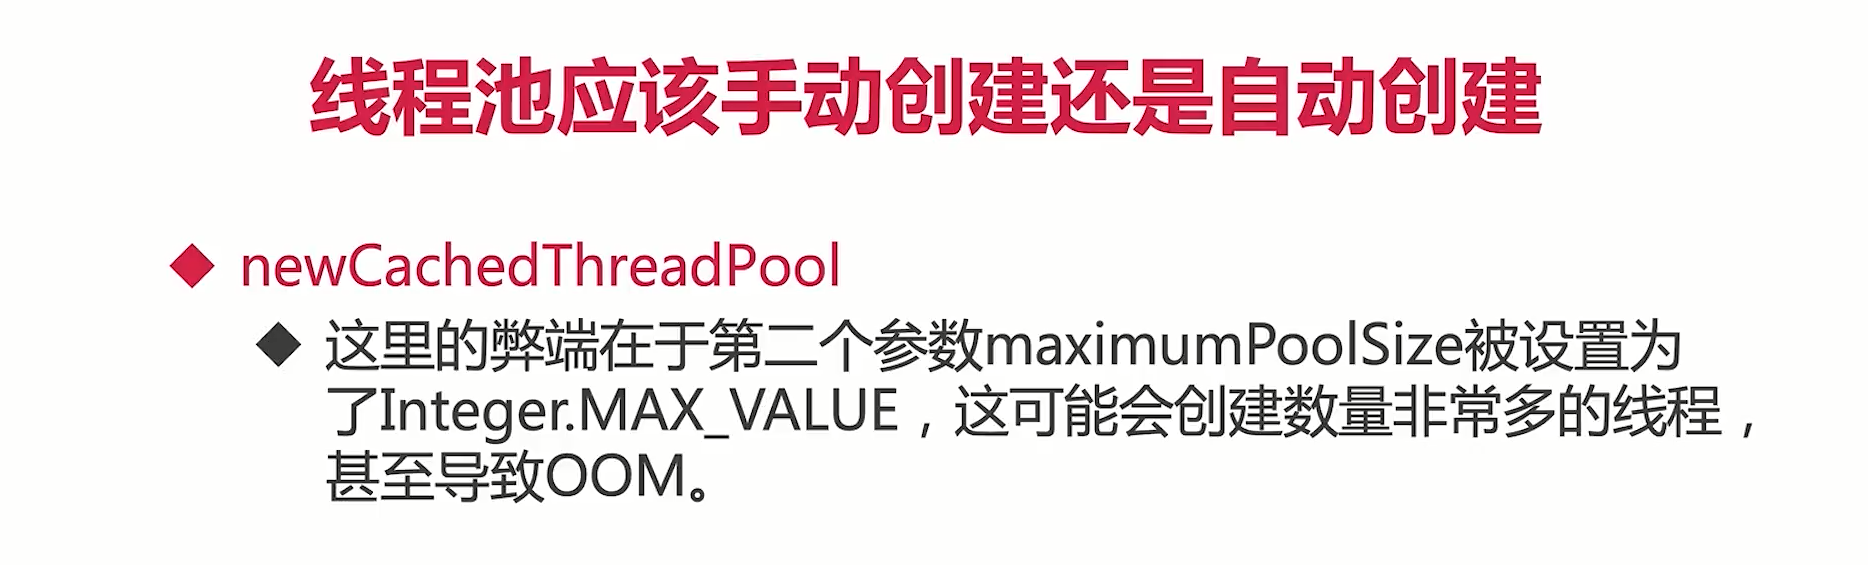 线程池应该手动创建还是自动创建
newCachedThreadPool
这里的弊端在于第二个参数maximumPoolSize被设置为
了Integer.MAX_VALUE，这可能会创建数量非常多的线程，
甚至导致OOM。